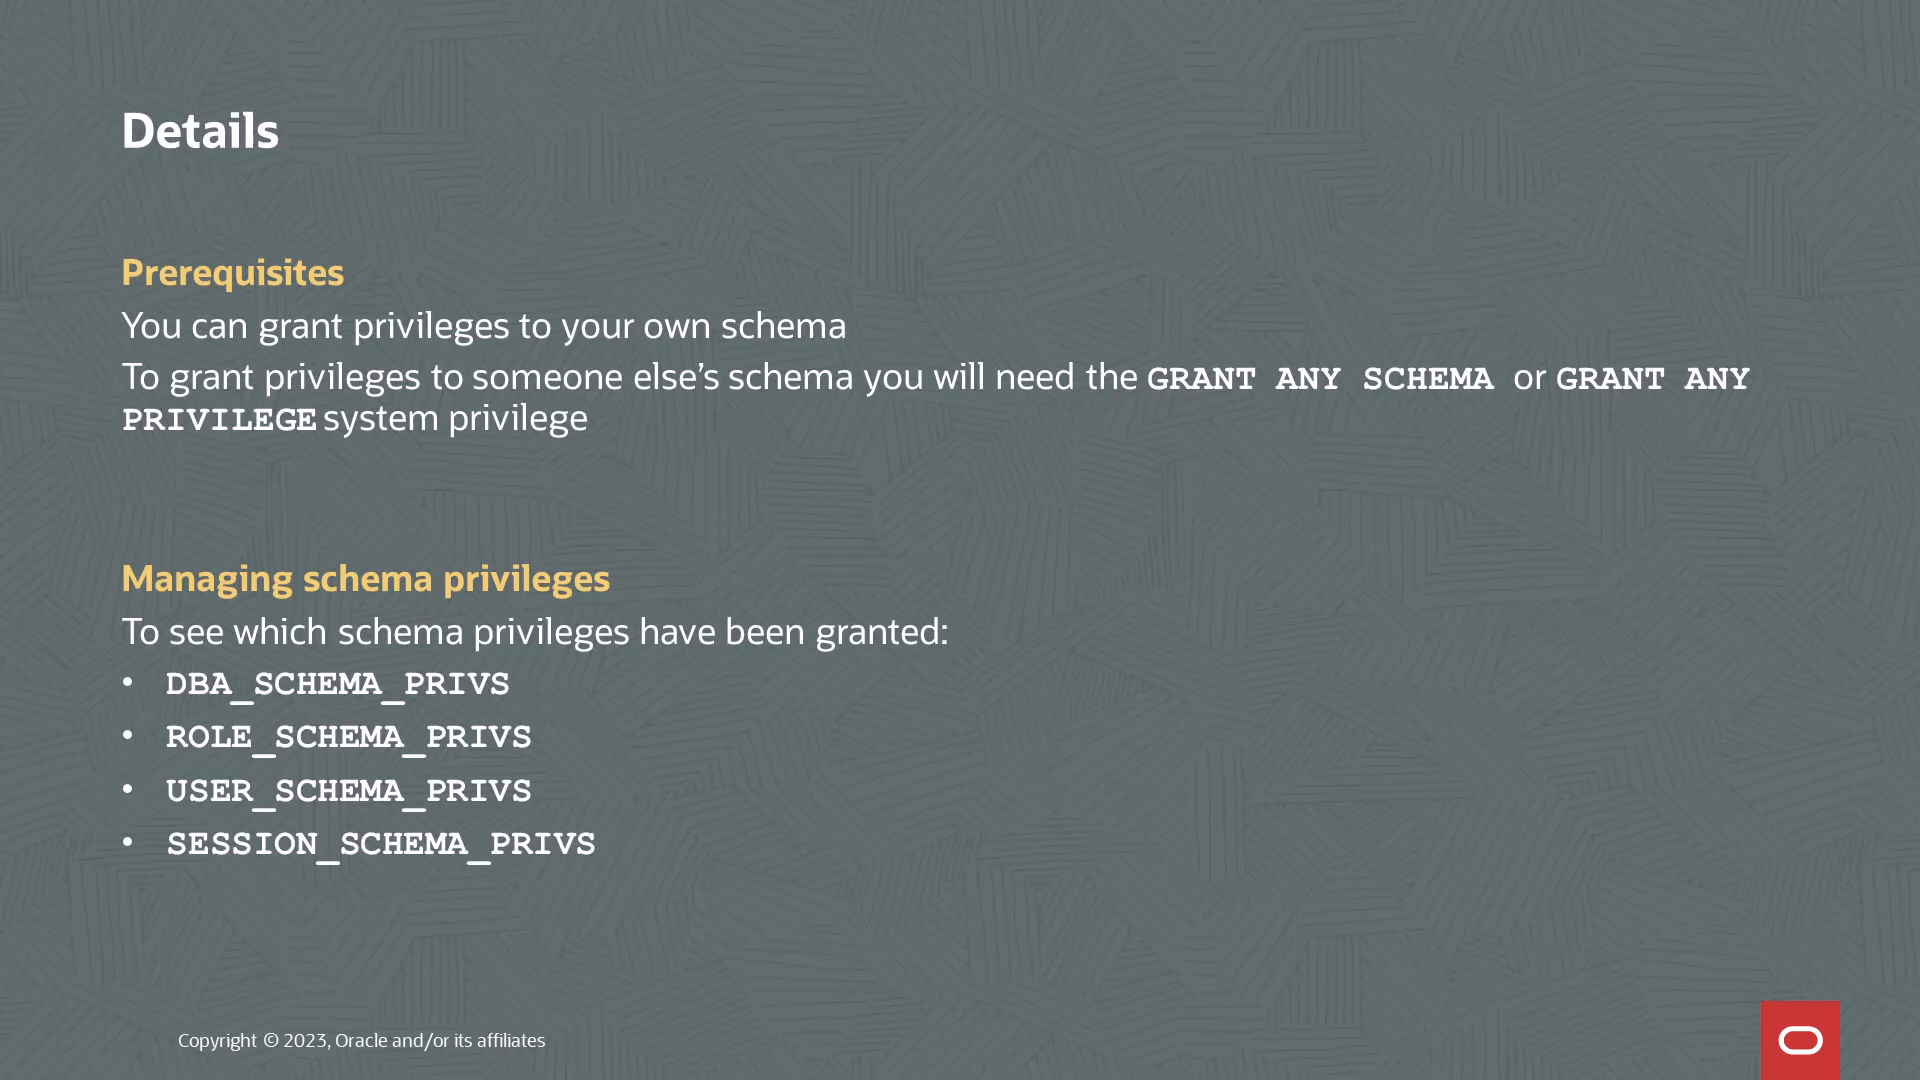 Details
Prerequisites
You can grant privileges to your own schema
To grant privileges to someone else’s schema you will need the GRANT ANY SCHEMA or GRANT ANY
PRIVILEGE system privilege
Managing schema privileges
To see which schema privileges have been granted:
• DBA_SCHEMA_PRIVS
• ROLE_SCHEMA_PRIVS
• USER_SCHEMA_PRIVS
• SESSION_SCHEMA_PRIVS
Copyright © 2023, Oracle and/or its affiliates